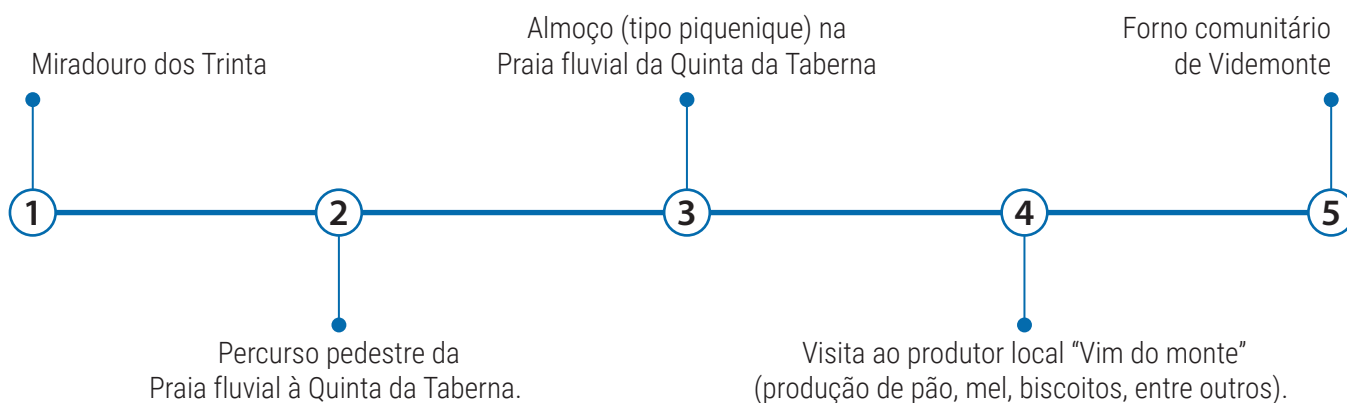 Miradouro dos Trinta
Almoço (tipo piquenique) na
Praia fluvial da Quinta da Taberna
Forno comunitário
de Videmonte
1
2
3
4
5
Percurso pedestre da
Praia fluvial à Quinta da Taberna.
Visita ao produtor local “Vim do monte”
(produção de pão, mel, biscoitos, entre outros).